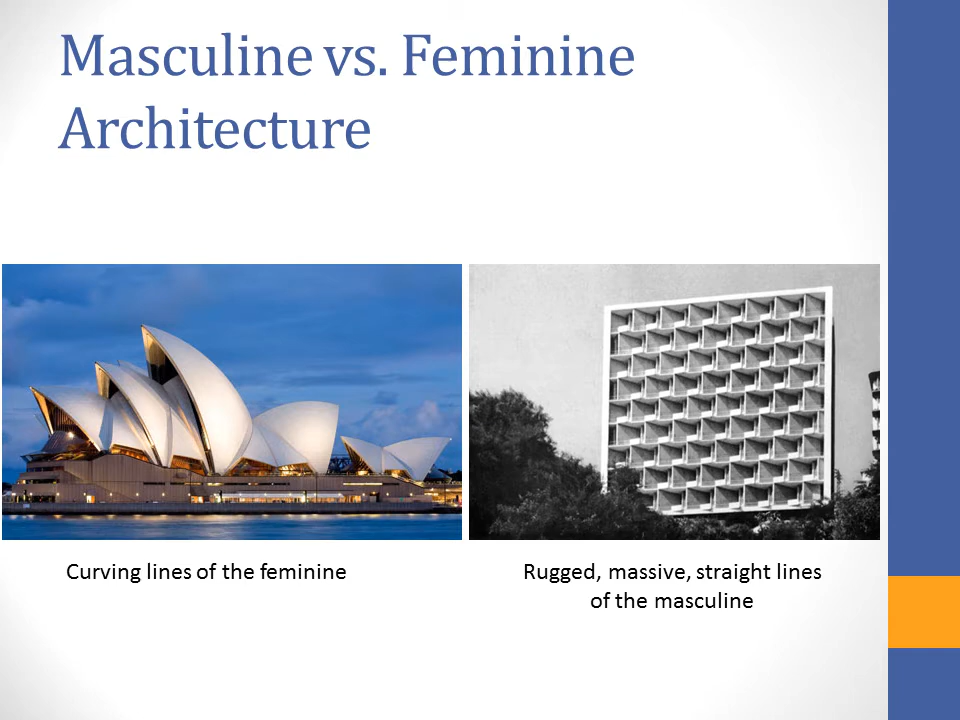 Masculine vs. Feminine
Architecture
Curving lines of the feminine
Rugged, massive, straight lines
of the masculine